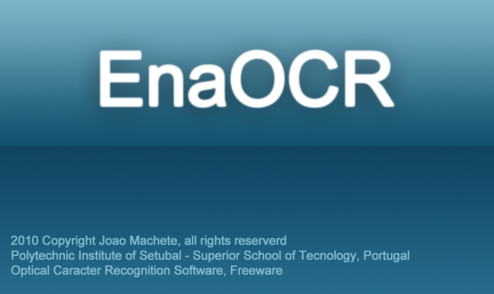 EnaOCR
2010 Copyright Joao Machete, all rights reserverd
Polytechnic Institute of Setubal - Superior School of Tecnology, Portugal
Optical Caracter Recognition Software, Freeware